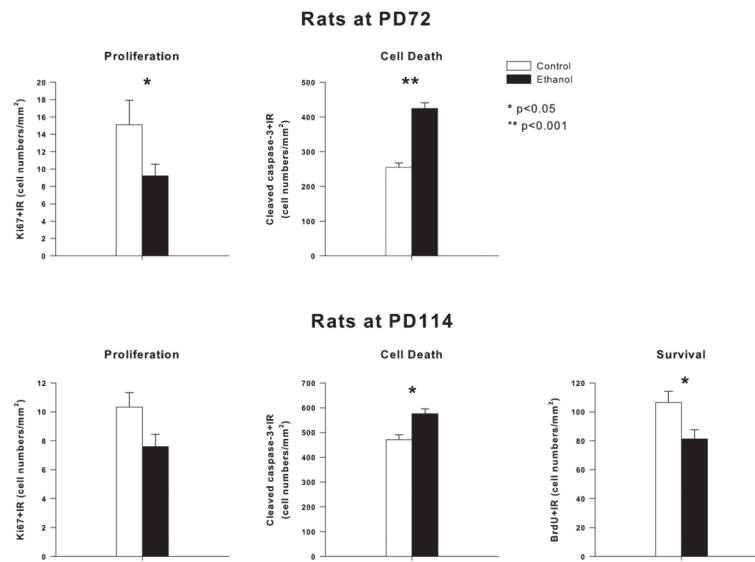 Rats at PD72
Proliferation
Ki67+IR (cell numbers/mm²)
20
18
16
14
12
10
8
6
4
2
0
*
Cell Death
Cleaved caspase-3+IR
(cell numbers/mm²)
500
400
300
200
100
0
**
Control
Ethanol
* p<0.05
** p<0.001
Rats at PD114
Proliferation
Ki67+IR (cell numbers/mm²)
12
10
8
6
4
2
0
Cell Death
Cleaved caspase-3+IR
(cell numbers/mm²)
700
600
500
400
300
200
100
0
*
Survival
BrdU+IR (cell numbers/mm²)
120
100
80
60
40
20
0
*